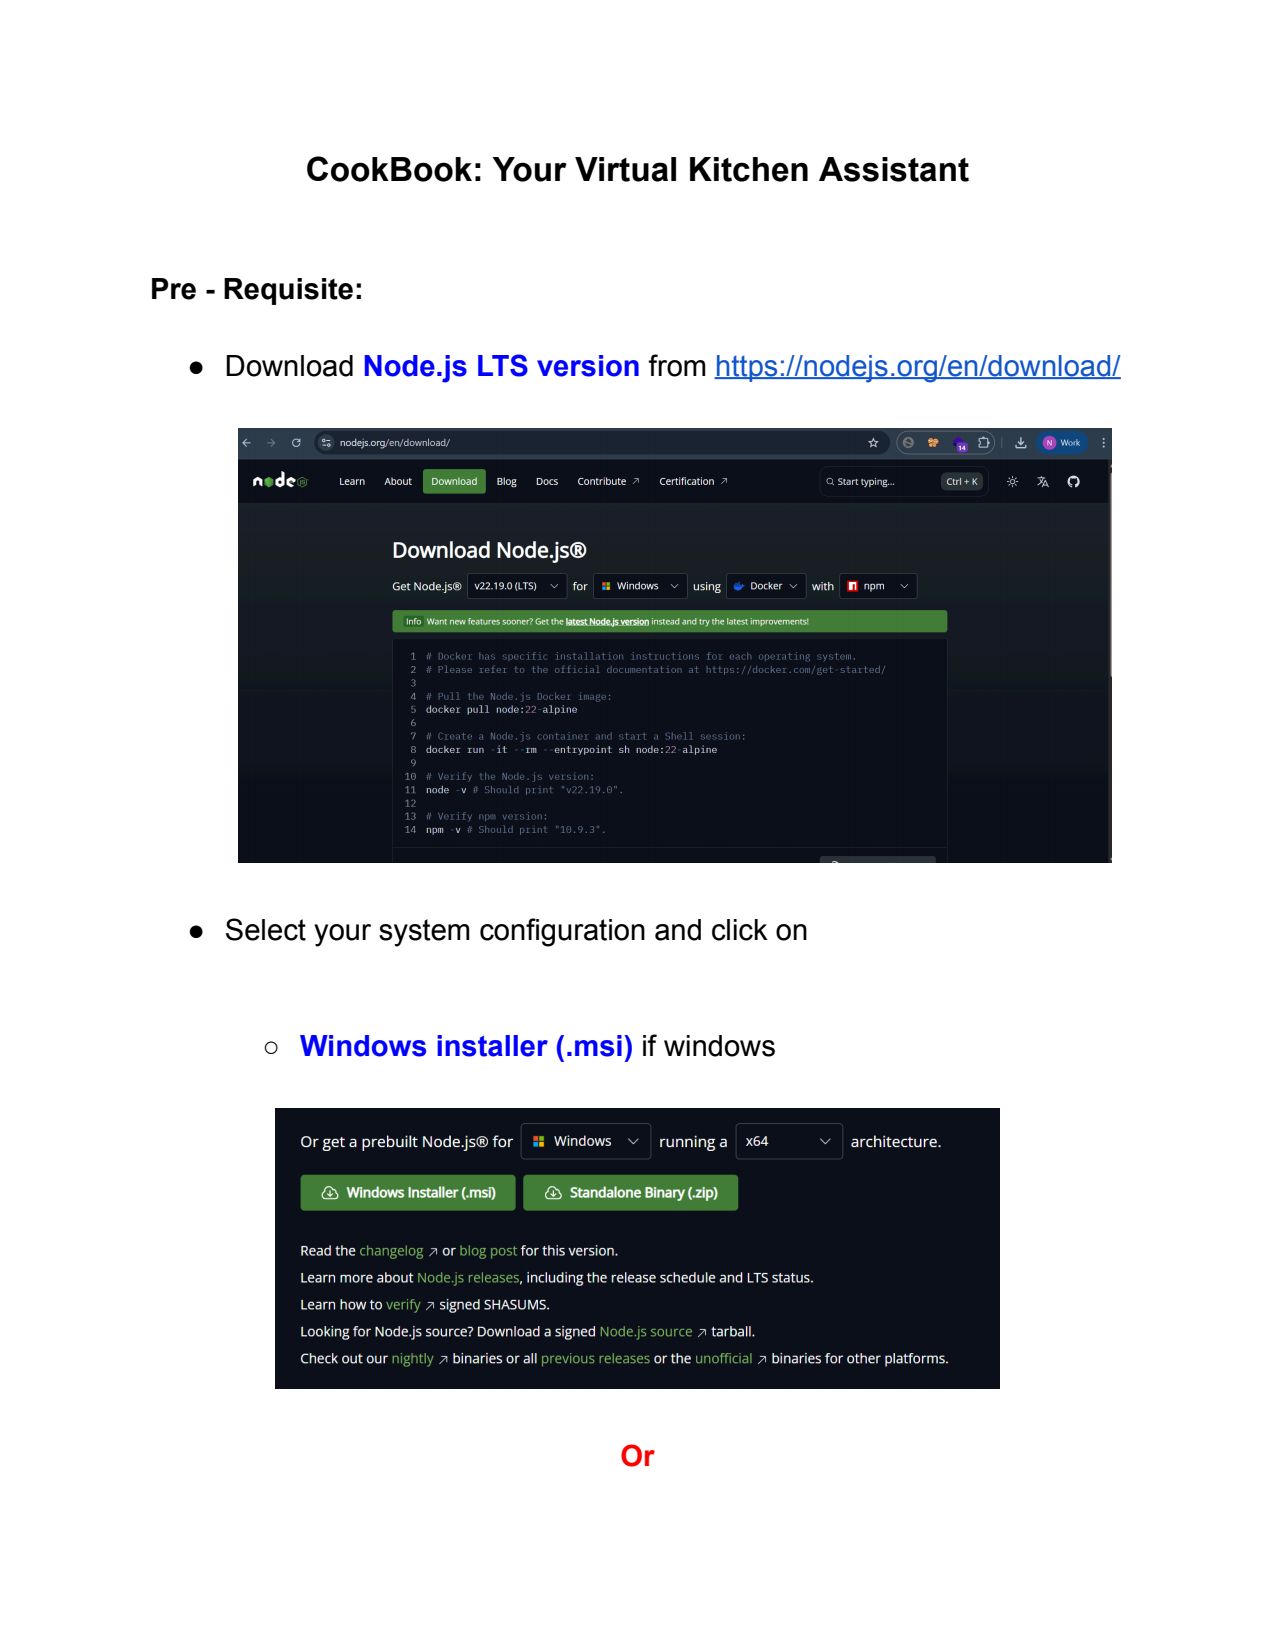 CookBook: Your Virtual Kitchen Assistant
Pre - Requisite:
● Download Node.js LTS version from https://nodejs.org/en/download/
nodejs.org/en/download/
14
N Work
node JS
Learn About Download Blog Docs Contribute ↗ Certification ↗ Start typing... Ctrl + K
Download Node.js®
Get Node.js® v22.19.0 (LTS) for Windows using Docker with npm
Info Want new features sooner? Get the latest Node.js version instead and try the latest improvements!
1 # Docker has specific installation instructions for each operating system.
2 # Please refer to the official documentation at https://docker.com/get-started/
3
4 # Pull the Node.js Docker image:
5 docker pull node:22-alpine
6
7 # Create a Node.js container and start a Shell session:
8 docker run -it --rm --entrypoint sh node:22-alpine
9
10 # Verify the Node.js version:
11 node -v # Should print "v22.19.0".
12
13 # Verify npm version:
14 npm -v # Should print "10.9.3".
● Select your system configuration and click on
○ Windows installer (.msi) if windows
Or get a prebuilt Node.js® for Windows running a x64 architecture.
Windows Installer (.msi) Standalone Binary (.zip)
Read the changelog ↗ or blog post for this version.
Learn more about Node.js releases, including the release schedule and LTS status.
Learn how to verify ↗ signed SHASUMS.
Looking for Node.js source? Download a signed Node.js source ↗ tarball.
Check out our nightly ↗ binaries or all previous releases or the unofficial ↗ binaries for other platforms.
Or